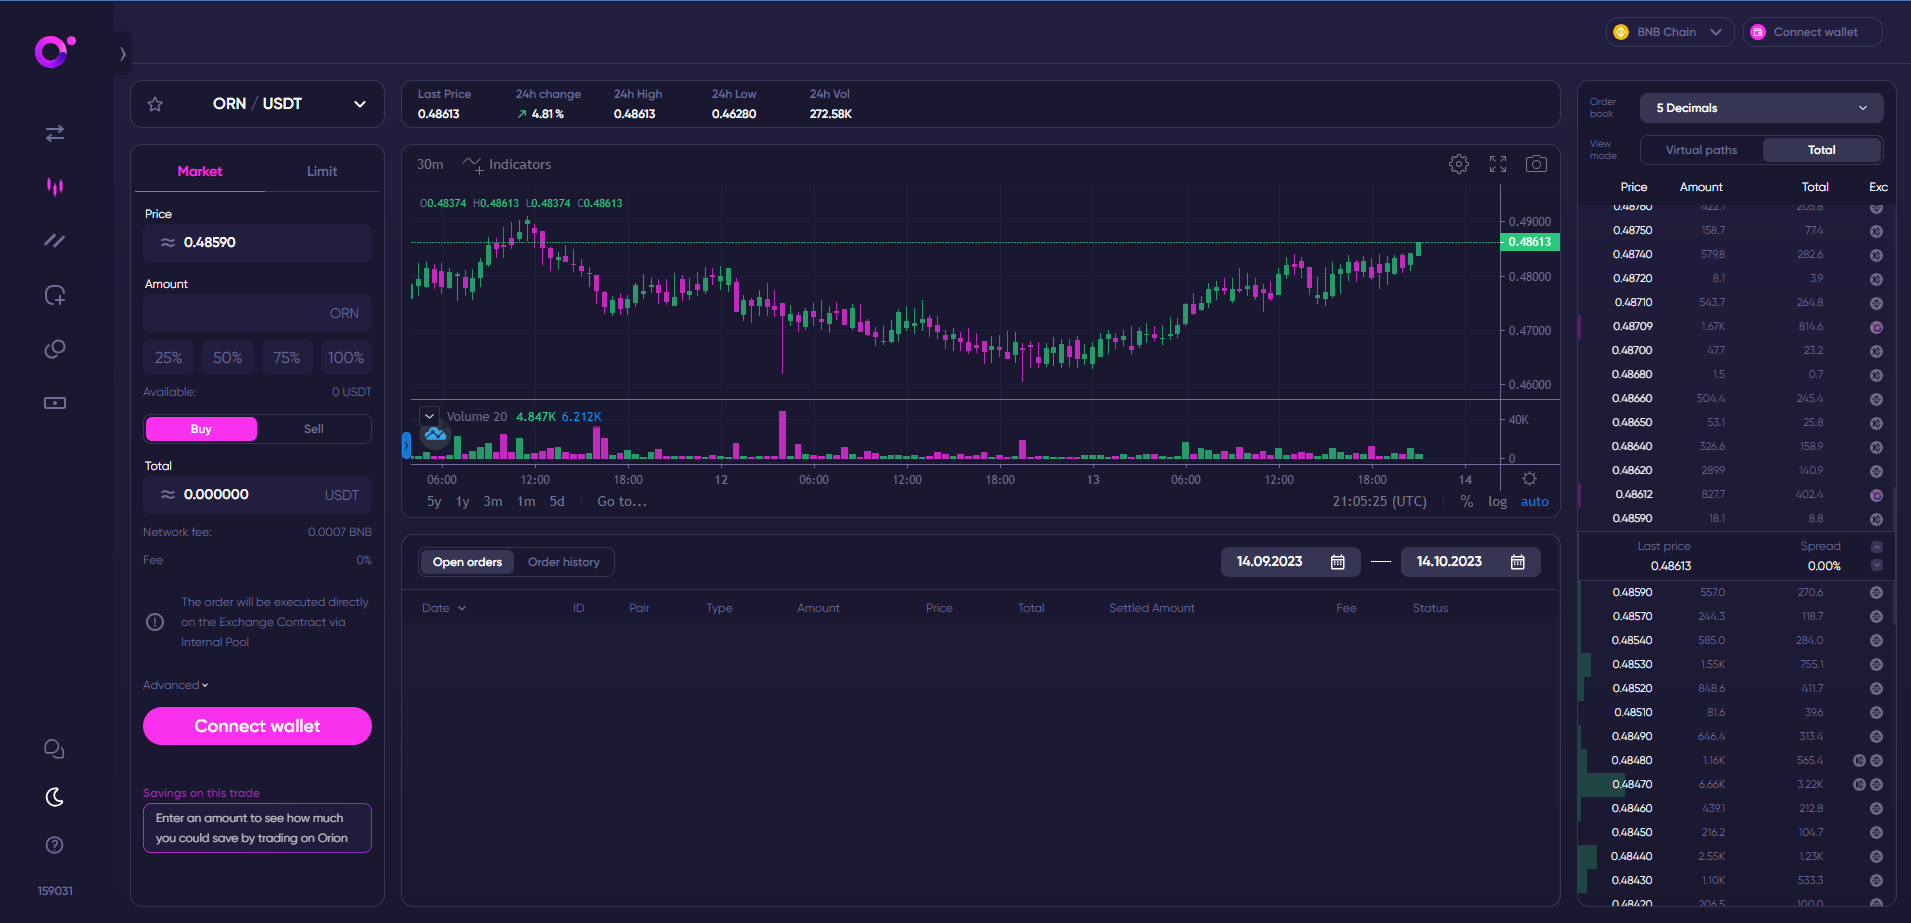 BNB Chain
Connect wallet
ORN / USDT
Last Price
0.48613
24h change
4.81 %
24h High
0.48613
24h Low
0.46280
24h Vol
272.58K
Market
Limit
Price
≈ 0.48590
Amount
ORN
25%
50%
75%
100%
Available:
0 USDT
Buy
Sell
Total
≈ 0.000000
USDT
Network fee:
0.0007 BNB
Fee
0%
The order will be executed directly
on the Exchange Contract via
Internal Pool
Advanced
Connect wallet
Savings on this trade
Enter an amount to see how much
you could save by trading on Orion
159031
30m
Indicators
O0.48374 H0.48613 L0.48374 C0.48613
0.49000
0.48613
0.48000
0.47000
0.46000
Volume 20 4.847K 6.212K
40K
0
06:00 12:00 18:00 12 06:00 12:00 18:00 13 06:00 12:00 18:00 14
5y 1y 3m 1m 5d Go to...
21:05:25 (UTC) % log auto
Open orders
Order history
14.09.2023 — 14.10.2023
Date ID Pair Type Amount Price Total Settled Amount Fee Status
Order
book
5 Decimals
View
mode
Virtual paths
Total
Price Amount Total Exc
0.48760 422.1 205.8
0.48750 158.7 77.4
0.48740 579.8 282.6
0.48720 8.1 3.9
0.48710 543.7 264.8
0.48709 1.67K 814.6
0.48700 47.7 23.2
0.48680 1.5 0.7
0.48660 504.4 245.4
0.48650 53.1 25.8
0.48640 326.6 158.9
0.48620 289.9 140.9
0.48612 827.7 402.4
0.48590 18.1 8.8
Last price
0.48613
Spread
0.00%
0.48590 557.0 270.6
0.48570 244.3 118.7
0.48540 585.0 284.0
0.48530 1.55K 755.1
0.48520 848.6 411.7
0.48510 81.6 39.6
0.48490 646.4 313.4
0.48480 1.16K 565.4
0.48470 6.66K 3.22K
0.48460 439.1 212.8
0.48450 216.2 104.7
0.48440 2.55K 1.23K
0.48430 1.10K 533.3
0.48420 206.5 100.0